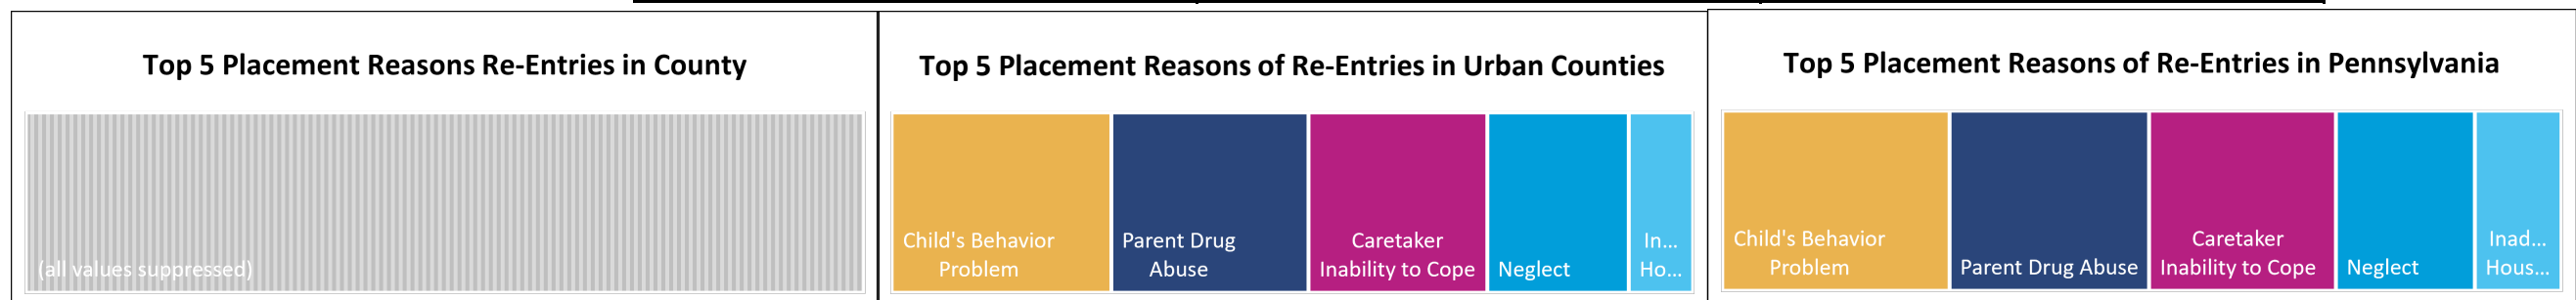 Top 5 Placement Reasons Re-Entries in County
(all values suppressed)
Top 5 Placement Reasons of Re-Entries in Urban Counties
Child's Behavior
Problem
Parent Drug
Abuse
Caretaker
Inability to Cope
Neglect
In...
Ho...
Top 5 Placement Reasons of Re-Entries in Pennsylvania
Child's Behavior
Problem
Parent Drug Abuse
Caretaker
Inability to Cope
Neglect
Inad...
Hous...